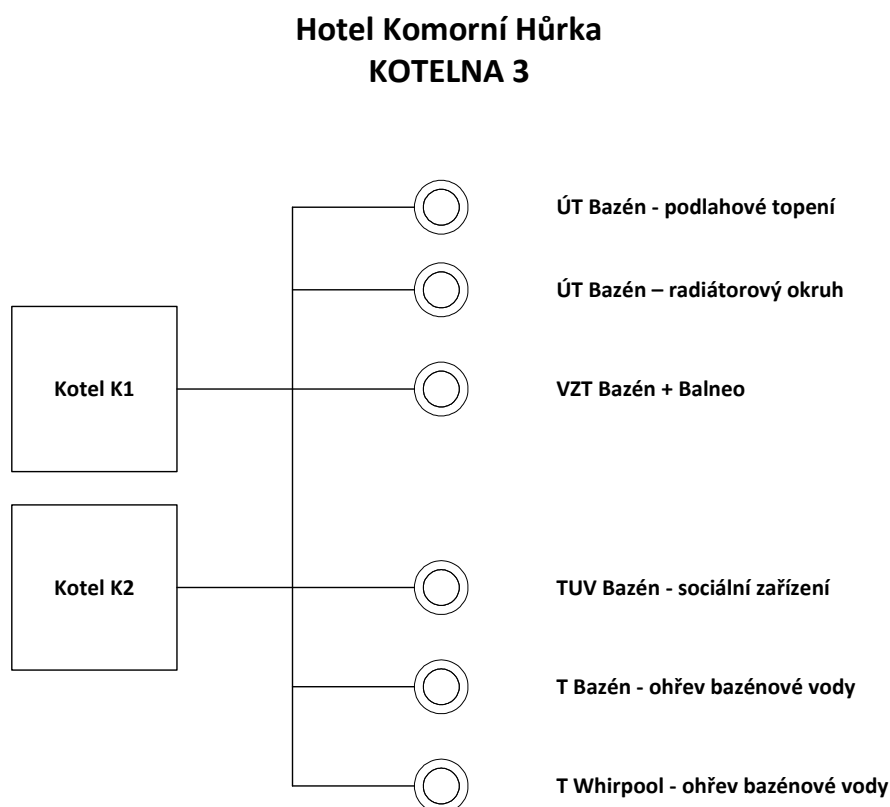 Hotel Komorní Hůrka
KOTELNA 3
ÚT Bazén - podlahové topení
ÚT Bazén – radiátorový okruh
Kotel K1
VZT Bazén + Balneo
Kotel K2
TUV Bazén - sociální zařízení
T Bazén - ohřev bazénové vody
T Whirpool - ohřev bazénové vody